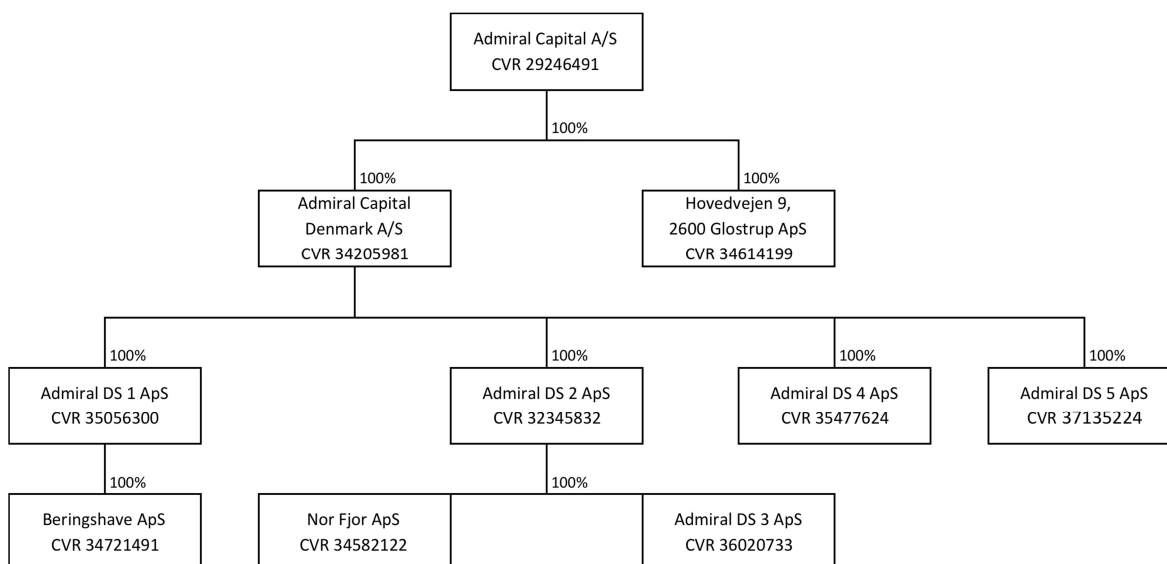 Admiral Capital A/S
CVR 29246491
100%
100%
100%
Admiral Capital
Denmark A/S
CVR 34205981
Hovedvejen 9,
2600 Glostrup ApS
CVR 34614199
100%
100%
100%
100%
Admiral DS 1 ApS
CVR 35056300
Admiral DS 2 ApS
CVR 32345832
Admiral DS 4 ApS
CVR 35477624
Admiral DS 5 ApS
CVR 37135224
100%
100%
Beringshave ApS
CVR 34721491
Nor Fjor ApS
CVR 34582122
Admiral DS 3 ApS
CVR 36020733